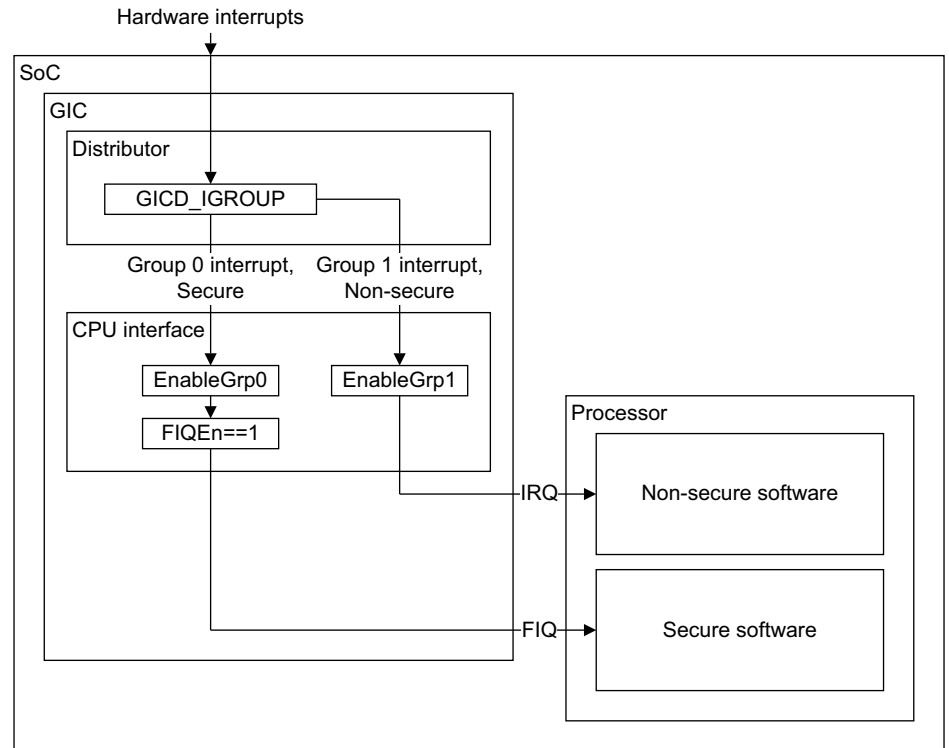 Hardware interrupts
SoC
GIC
Distributor
GICD_IGROUP
Group 0 interrupt,
Secure
Group 1 interrupt,
Non-secure
CPU interface
EnableGrp0
EnableGrp1
FIQEn==1
Processor
IRQ
Non-secure software
FIQ
Secure software